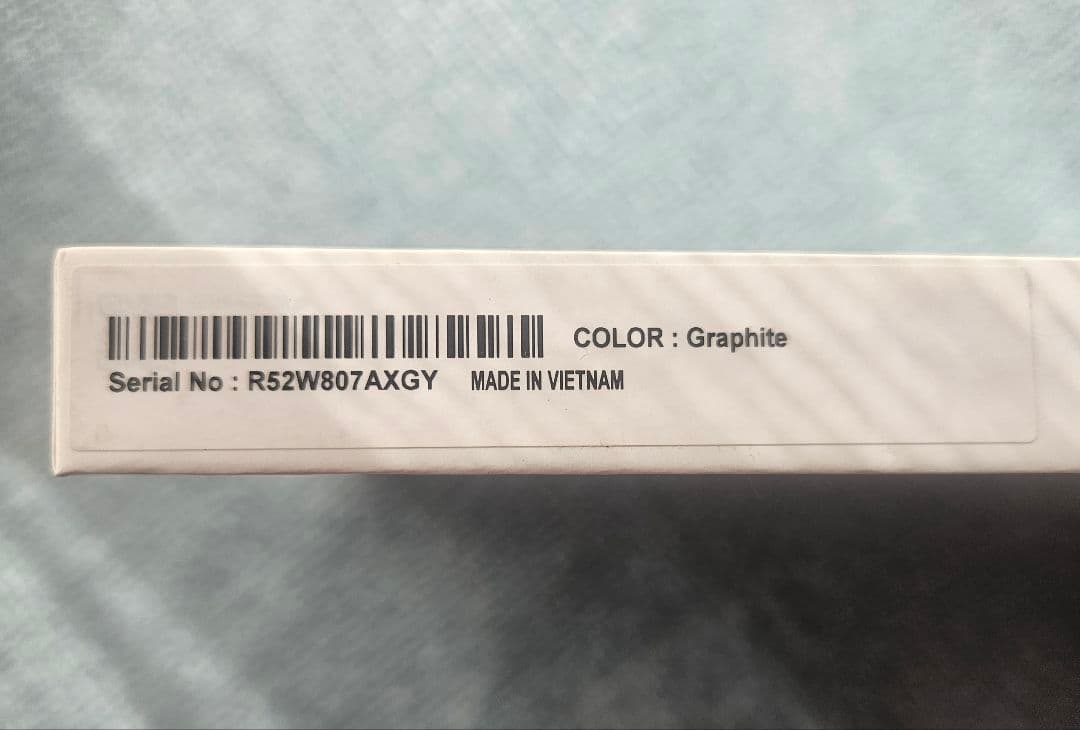 COLOR : Graphite
Serial No : R52W807AXGY MADE IN VIETNAM